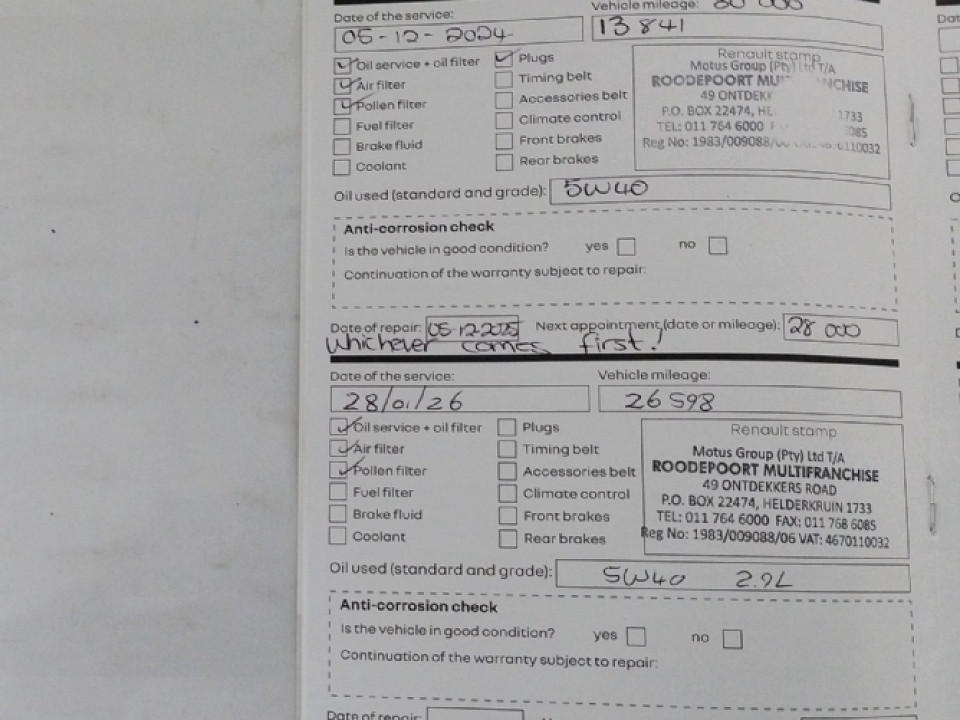 Date of the service: Vehicle mileage:
05-12-2024 13 841
Oil service + oil filter Plugs
Air filter Timing belt
Pollen filter Accessories belt
Fuel filter Climate control
Brake fluid Front brakes
Coolant Rear brakes
Renault stamp
Motus Group (Pty) Ltd T/A
ROODEPOORT
49
P.O. BOX 22474, 1733
TEL: 011 764 6000
Reg No: 1983/009088/
Oil used (standard and grade): 5W40
Anti-corrosion check
Is the vehicle in good condition? yes no
Continuation of the warranty subject to repair:
Date of repair: 05-12-2025 Next appointment (date or mileage): 28 000
Whichever comes first!
Date of the service: Vehicle mileage:
28/01/26 26 598
Oil service + oil filter Plugs
Air filter Timing belt
Pollen filter Accessories belt
Fuel filter Climate control
Brake fluid Front brakes
Coolant Rear brakes
Renault stamp
Motus Group (Pty) Ltd T/A
ROODEPOORT MULTIFRANCHISE
49 ONTDEKKERS ROAD
P.O. BOX 22474, HELDERKRUIN 1733
TEL: 011 764 6000 FAX: 011 768 6085
Reg No: 1983/009088/06 VAT: 4670110032
Oil used (standard and grade): 5W40 2.9L
Anti-corrosion check
Is the vehicle in good condition? yes no
Continuation of the warranty subject to repair:
Date of repair: